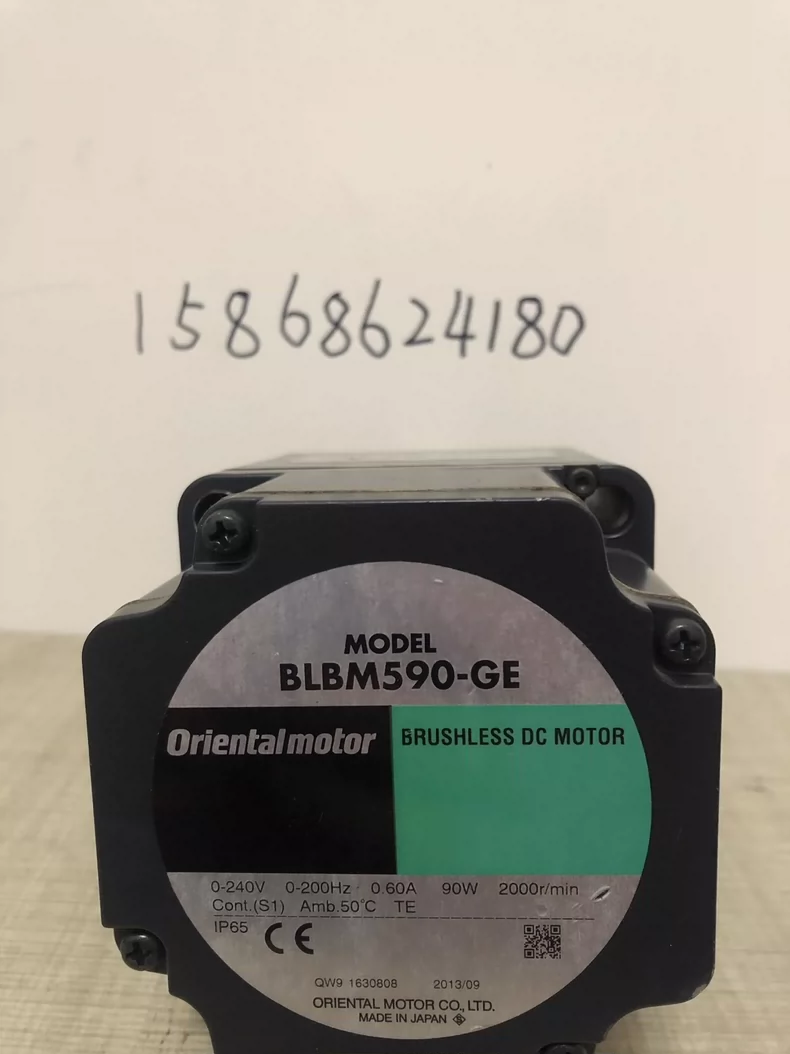 15868624180
MODEL
BLBM590-GE
Orientalmotor
BRUSHLESS DC MOTOR
0-240V 0-200Hz 0.60A 90W 2000r/min
Cont.(S1) Amb.50°C TE
IP65 CE
QW9 1630808 2013/09
ORIENTAL MOTOR CO., LTD.
MADE IN JAPAN